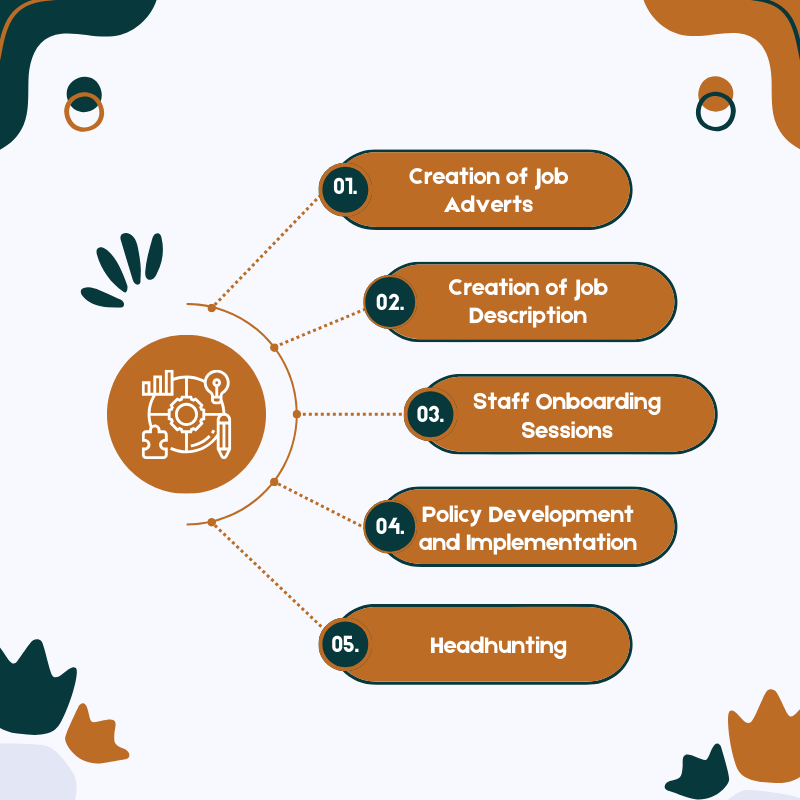 01.
Creation of Job
Adverts
02.
Creation of Job
Description
03.
Staff Onboarding
Sessions
04.
Policy Development
and Implementation
05.
Headhunting